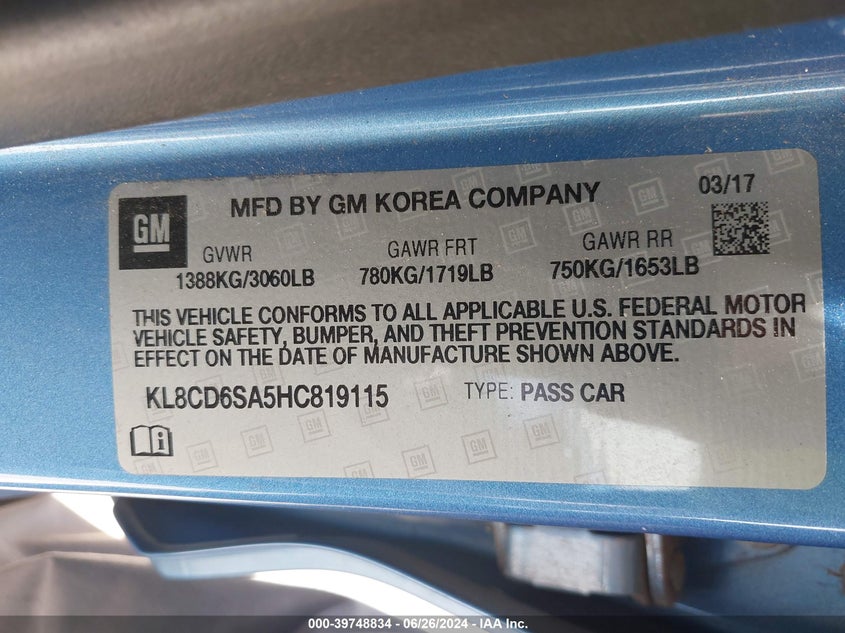 GM
MFD BY GM KOREA COMPANY
03/17
GVWR GAWR FRT GAWR RR
1388KG/3060LB 780KG/1719LB 750KG/1653LB
THIS VEHICLE CONFORMS TO ALL APPLICABLE U.S. FEDERAL MOTOR
VEHICLE SAFETY, BUMPER, AND THEFT PREVENTION STANDARDS IN
EFFECT ON THE DATE OF MANUFACTURE SHOWN ABOVE.
KL8CD6SA5HC819115 TYPE: PASS CAR
©-39748834 - 06/26/2024 - IAA Inc.